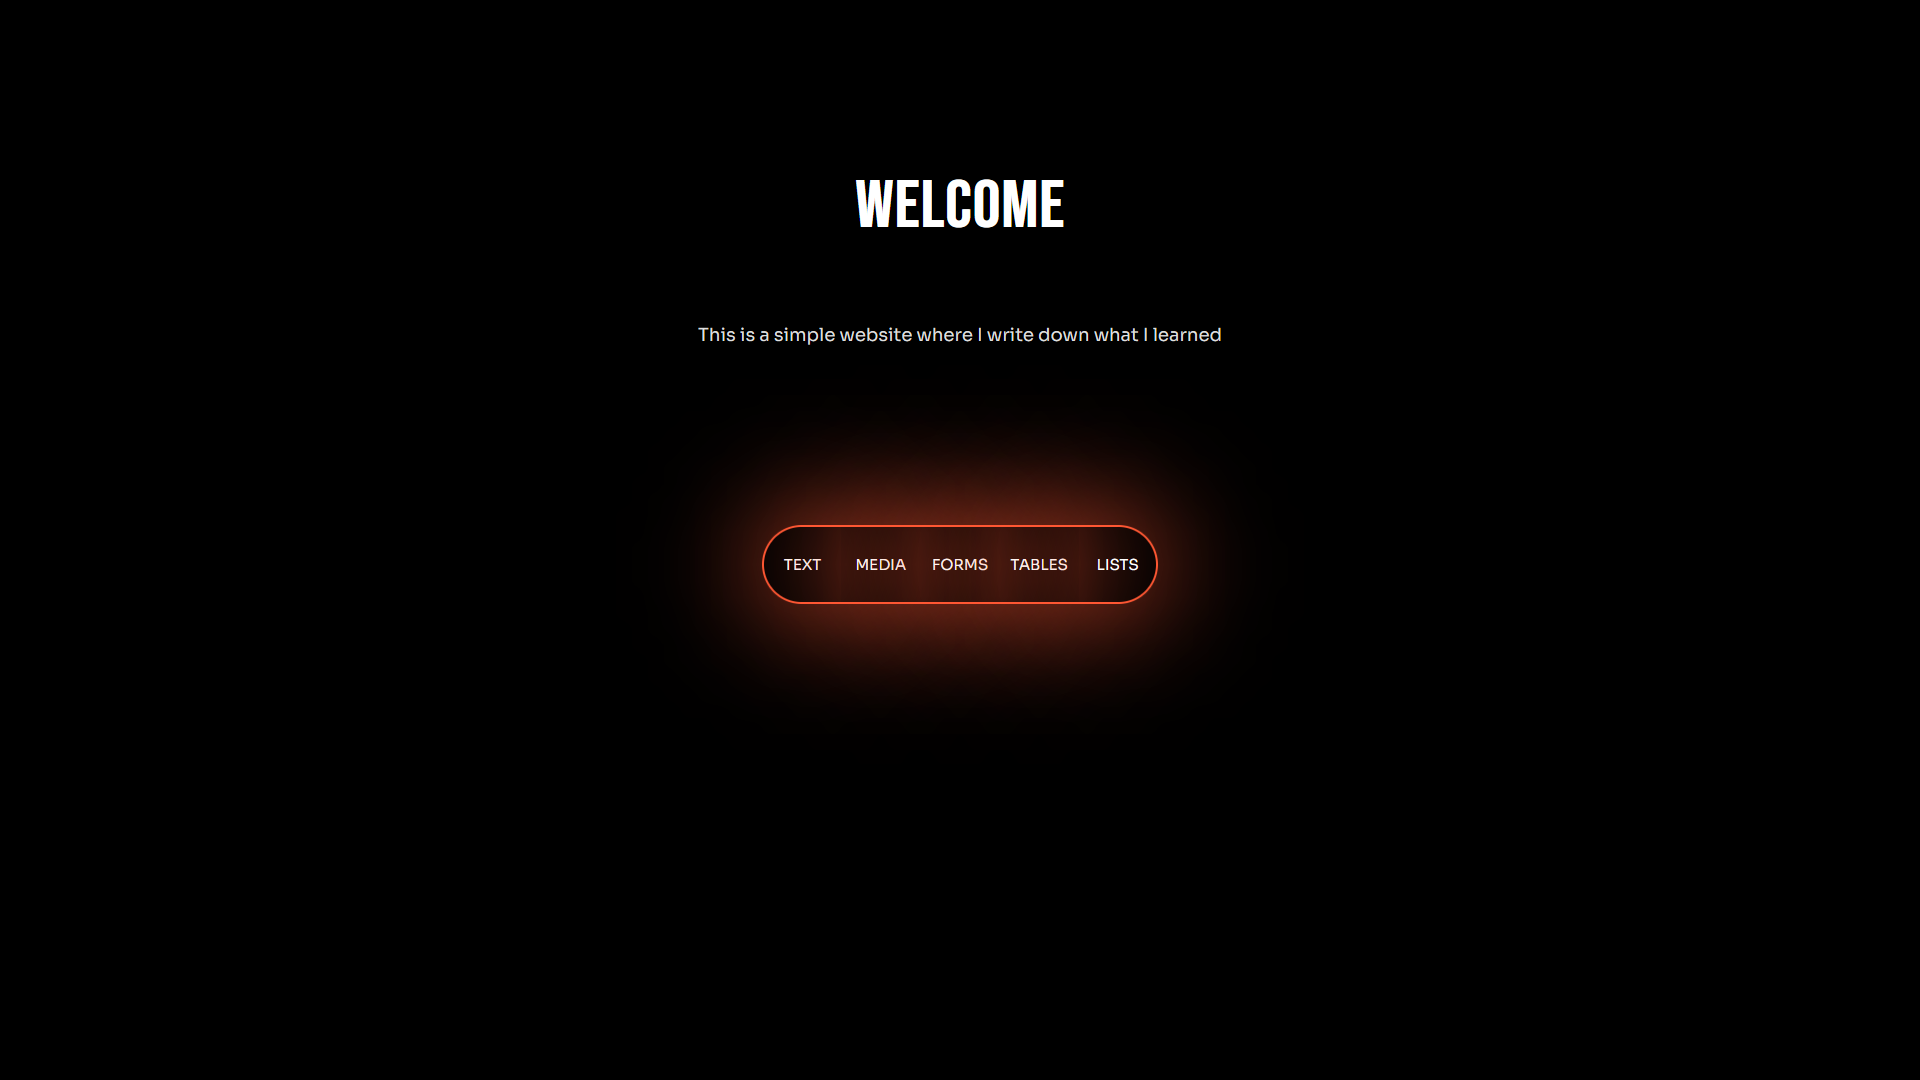 WELCOME
This is a simple website where I write down what I learned
TEXT MEDIA FORMS TABLES LISTS